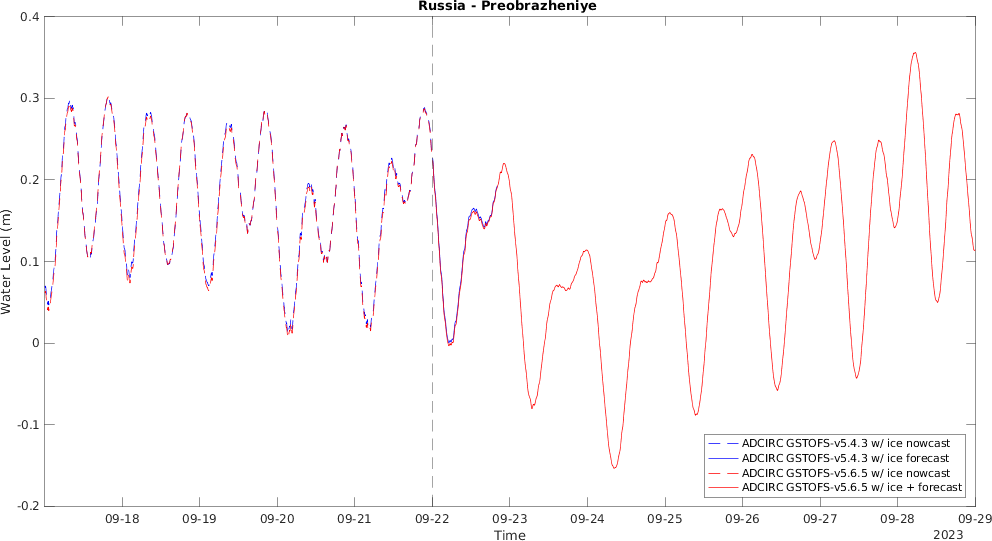 Russia - Preobrazheniye
0.4
0.3
0.2
0.1
0
-0.1
-0.2
Water Level (m)
ADCIRC GSTOFS-v5.4.3 w/ ice nowcast
ADCIRC GSTOFS-v5.4.3 w/ ice forecast
ADCIRC GSTOFS-v5.6.5 w/ ice nowcast
ADCIRC GSTOFS-v5.6.5 w/ ice + forecast
09-18 09-19 09-20 09-21 09-22 09-23 09-24 09-25 09-26 09-27 09-28 09-29
Time
2023